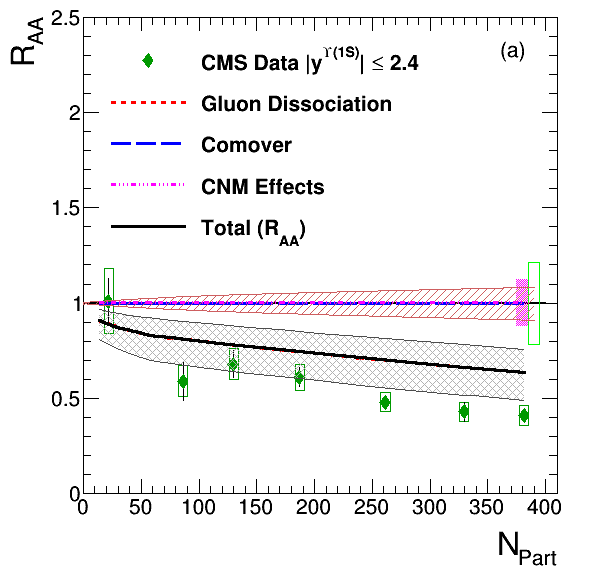 R_AA
2.5
2
1.5
1
0.5
0
(a)
CMS Data |y^ϒ(1S)| ≤ 2.4
Gluon Dissociation
Comover
CNM Effects
Total (R_AA)
0 50 100 150 200 250 300 350 400
N_Part